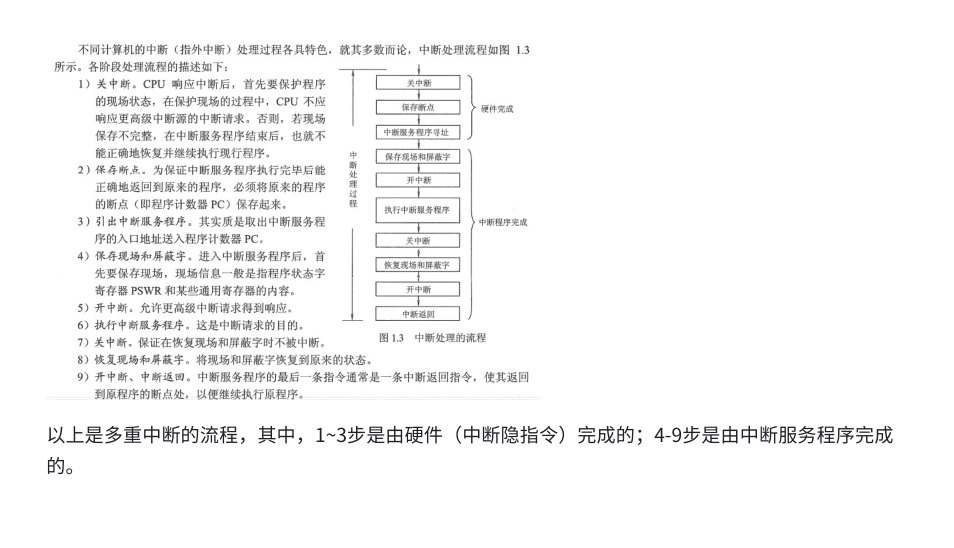 不同计算机的中断（指外中断）处理过程各具特色，就其多数而论，中断处理流程如图 1.3
所示。各阶段处理流程的描述如下：
1）关中断。CPU 响应中断后，首先要保护程序
的现场状态，在保护现场的过程中，CPU 不应
响应更高级中断源的中断请求。否则，若现场
保存不完整，在中断服务程序结束后，也就不
能正确地恢复并继续执行现行程序。
2）保存断点。为保证中断服务程序执行完毕后能
正确地返回到原来的程序，必须将原来的程序
的断点（即程序计数器 PC）保存起来。
3）引出中断服务程序。其实质是取出中断服务程
序的入口地址送入程序计数器 PC。
4）保存现场和屏蔽字。进入中断服务程序后，首
先要保存现场，现场信息一般是指程序状态字
寄存器 PSWR 和某些通用寄存器的内容。
5）开中断。允许更高级中断请求得到响应。
6）执行中断服务程序。这是中断请求的目的。
7）关中断。保证在恢复现场和屏蔽字时不被中断。
8）恢复现场和屏蔽字。将现场和屏蔽字恢复到原来的状态。
9）开中断、中断返回。中断服务程序的最后一条指令通常是一条中断返回指令，使其返回
到原程序的断点处，以便继续执行原程序。
中断处理过程
关中断
保存断点
中断服务程序寻址
保存现场和屏蔽字
开中断
执行中断服务程序
关中断
恢复现场和屏蔽字
开中断
中断返回
硬件完成
中断程序完成
图 1.3 中断处理的流程
以上是多重中断的流程，其中，1~3步是由硬件（中断隐指令）完成的；4-9步是由中断服务程序完成
的。